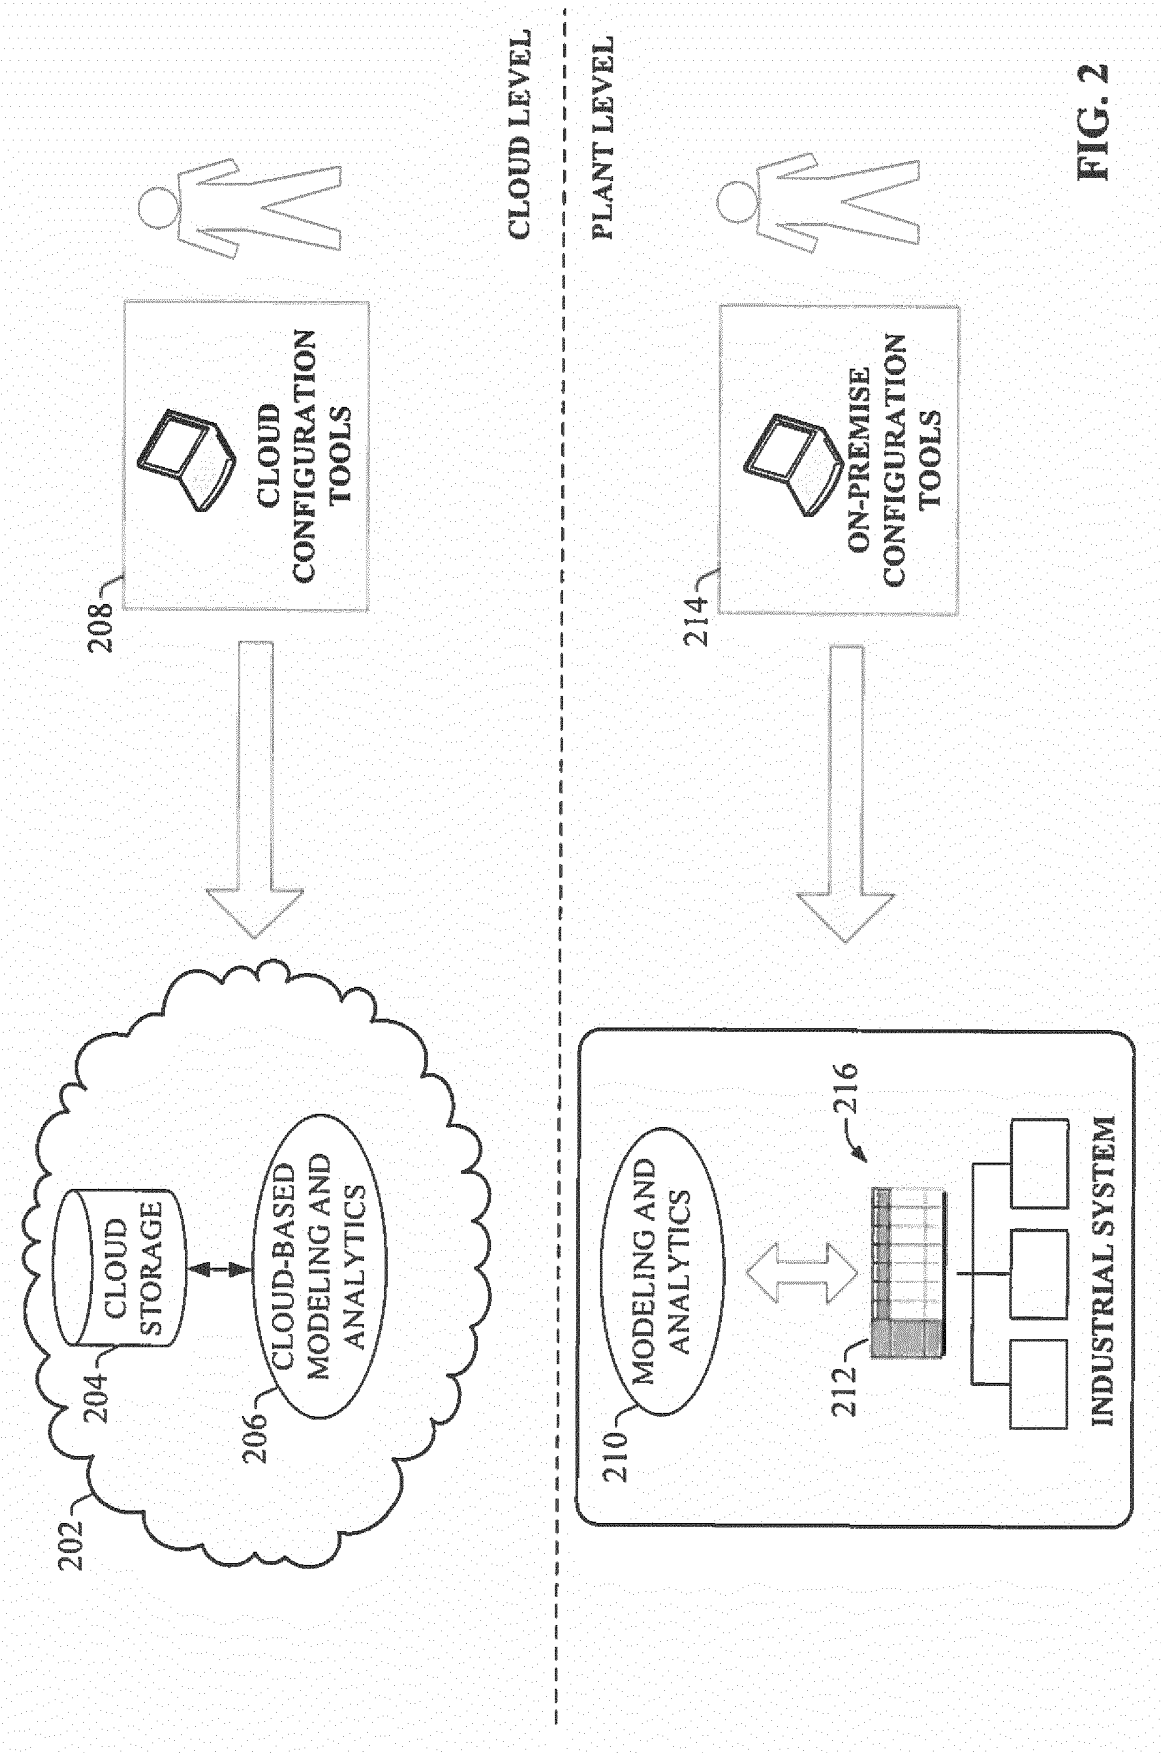 202
204
CLOUD
STORAGE
206
CLOUD-BASED
MODELING AND
ANALYTICS
208
CLOUD
CONFIGURATION
TOOLS
CLOUD LEVEL
PLANT LEVEL
210
MODELING AND
ANALYTICS
212
216
INDUSTRIAL SYSTEM
214
ON-PREMISE
CONFIGURATION
TOOLS
FIG. 2